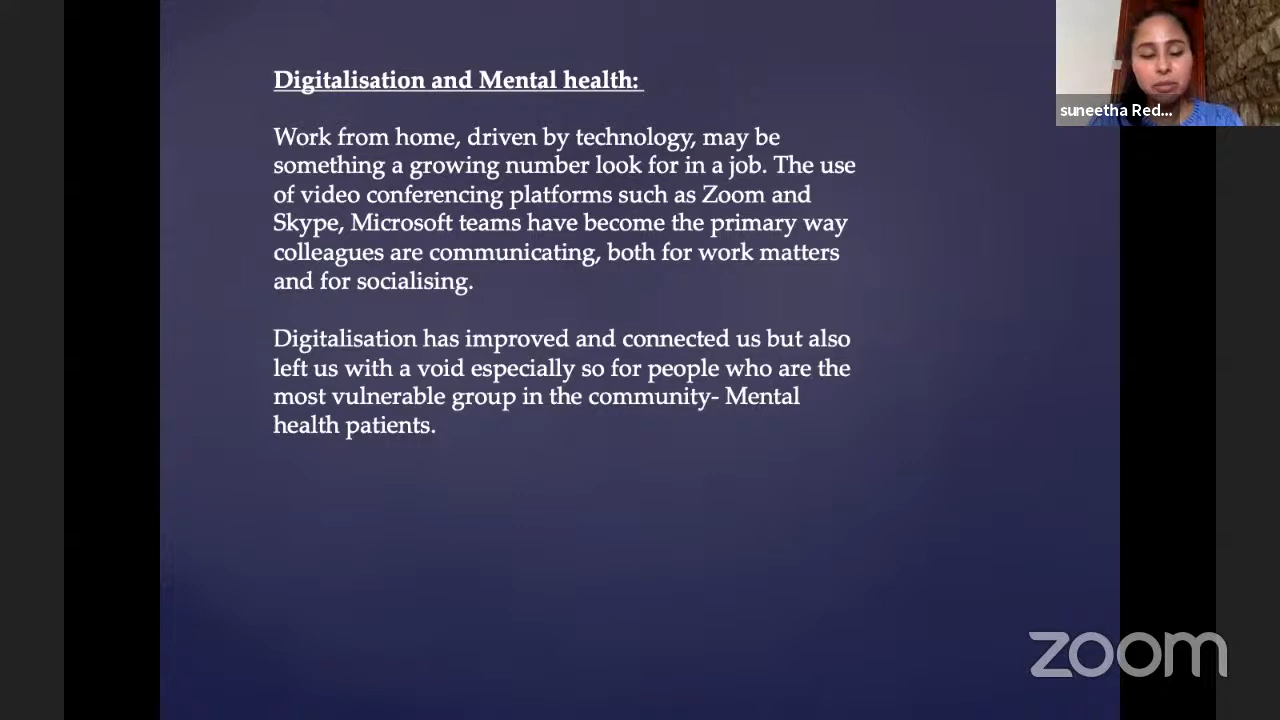 Digitalisation and Mental health:
Work from home, driven by technology, may be
something a growing number look for in a job. The use
of video conferencing platforms such as Zoom and
Skype, Microsoft teams have become the primary way
colleagues are communicating, both for work matters
and for socialising.
Digitalisation has improved and connected us but also
left us with a void especially so for people who are the
most vulnerable group in the community- Mental
health patients.
suneetha Red...
zoom